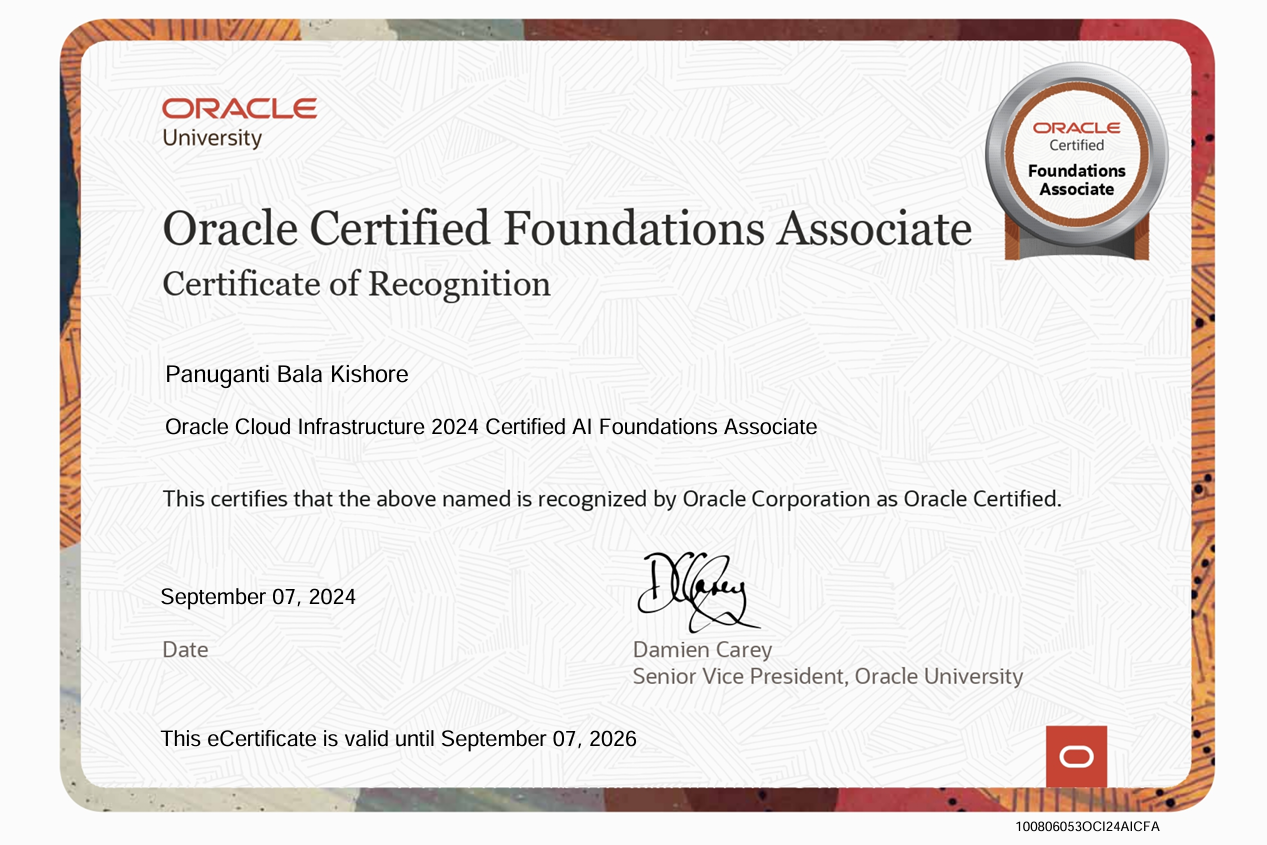 ORACLE
University
ORACLE
Certified
Foundations
Associate
Oracle Certified Foundations Associate
Certificate of Recognition
Panuganti Bala Kishore
Oracle Cloud Infrastructure 2024 Certified AI Foundations Associate
This certifies that the above named is recognized by Oracle Corporation as Oracle Certified.
DCarey
September 07, 2024
Date
Damien Carey
Senior Vice President, Oracle University
This eCertificate is valid until September 07, 2026
100806053OCI24AICFA